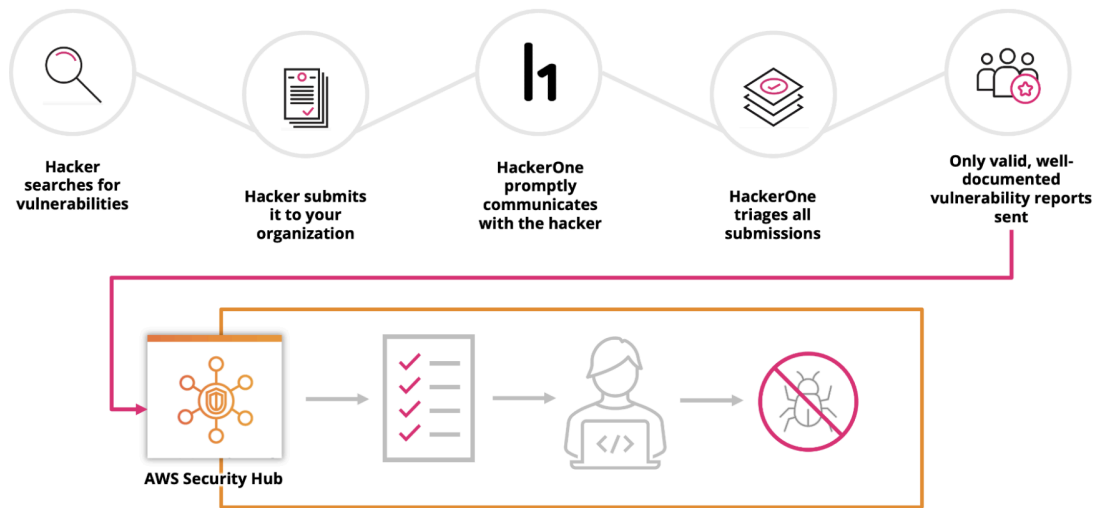 h1
Hacker
searches for
vulnerabilities
Hacker submits
it to your
organization
HackerOne
promptly
communicates
with the hacker
HackerOne
triages all
submissions
Only valid, well-
documented
vulnerability reports
sent
AWS Security Hub
</>